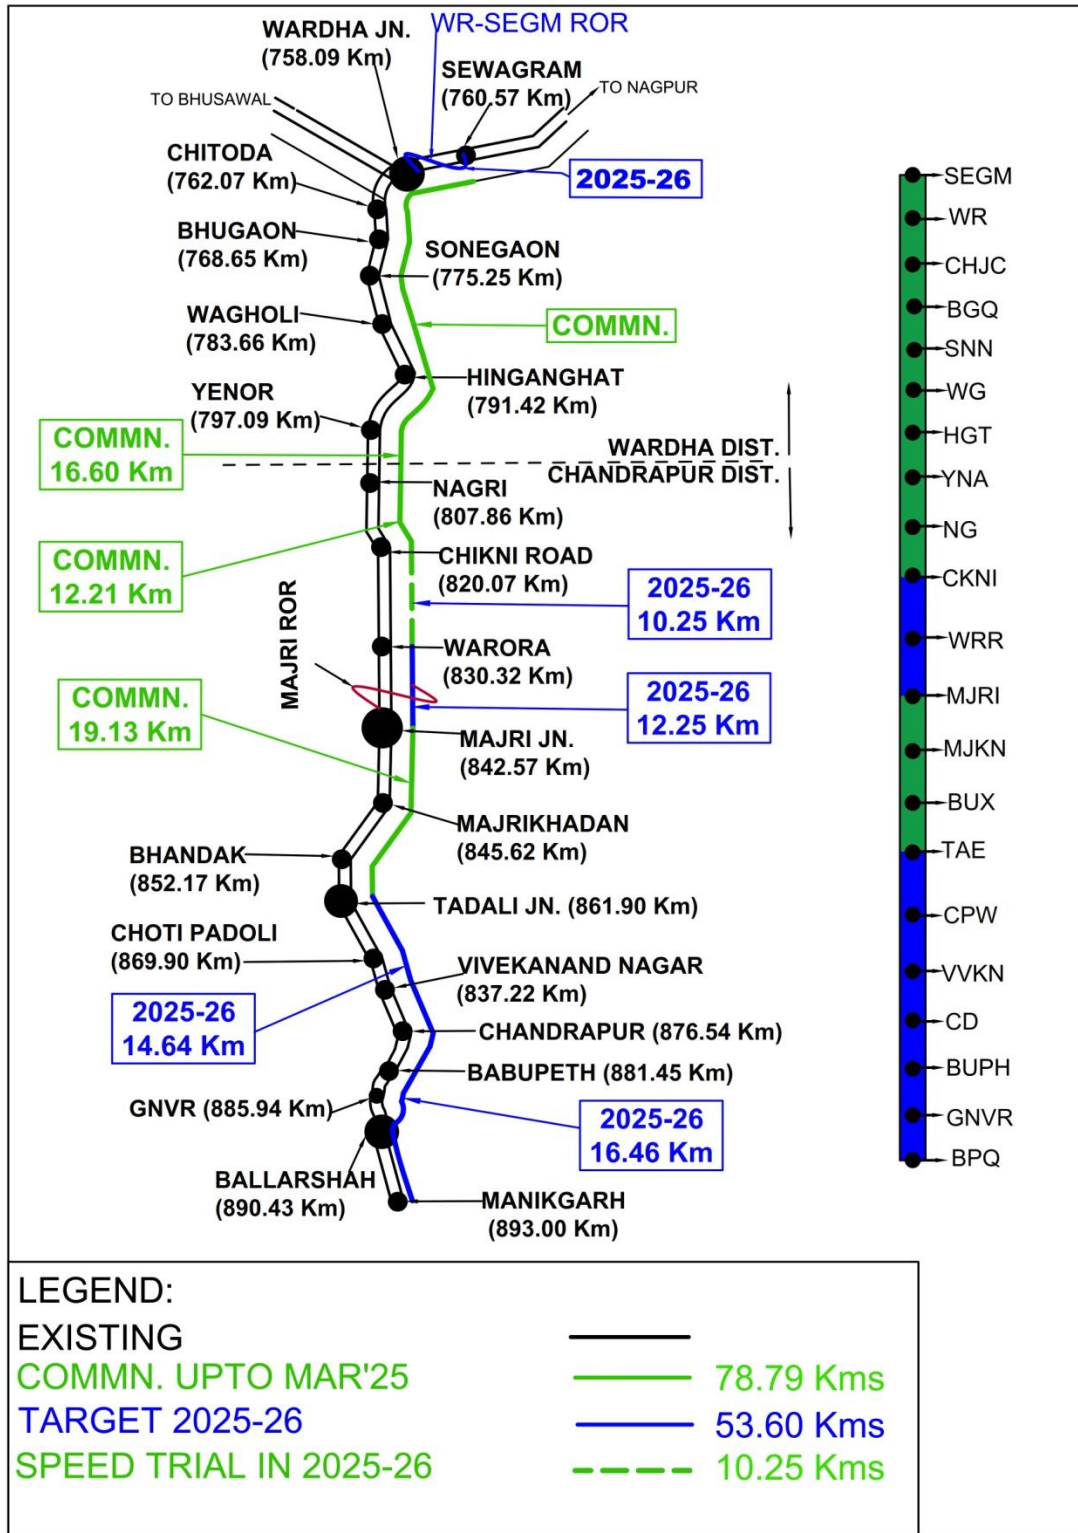 WARDHA JN.
(758.09 Km)
WR-SEGM ROR
SEWAGRAM
(760.57 Km)
TO BHUSAWAL
TO NAGPUR
CHITODA
(762.07 Km)
2025-26
BHUGAON
(768.65 Km)
SONEGAON
(775.25 Km)
WAGHOLI
(783.66 Km)
COMMN.
HINGANGHAT
(791.42 Km)
YENOR
(797.09 Km)
COMMN.
16.60 Km
WARDHA DIST.
CHANDRAPUR DIST.
NAGRI
(807.86 Km)
COMMN.
12.21 Km
CHIKNI ROAD
(820.07 Km)
2025-26
10.25 Km
MAJRI ROR
WARORA
(830.32 Km)
2025-26
12.25 Km
COMMN.
19.13 Km
MAJRI JN.
(842.57 Km)
MAJRIKHADAN
(845.62 Km)
BHANDAK
(852.17 Km)
TADALI JN. (861.90 Km)
CHOTI PADOLI
(869.90 Km)
VIVEKANAND NAGAR
(837.22 Km)
2025-26
14.64 Km
CHANDRAPUR (876.54 Km)
BABUPETH (881.45 Km)
GNVR (885.94 Km)
2025-26
16.46 Km
BALLARSHAH
(890.43 Km)
MANIKGARH
(893.00 Km)
SEGM
WR
CHJC
BGQ
SNN
WG
HGT
YNA
NG
CKNI
WRR
MJRI
MJKN
BUX
TAE
CPW
VVKN
CD
BUPH
GNVR
BPQ
LEGEND:
EXISTING
COMMN. UPTO MAR'25 78.79 Kms
TARGET 2025-26 53.60 Kms
SPEED TRIAL IN 2025-26 10.25 Kms